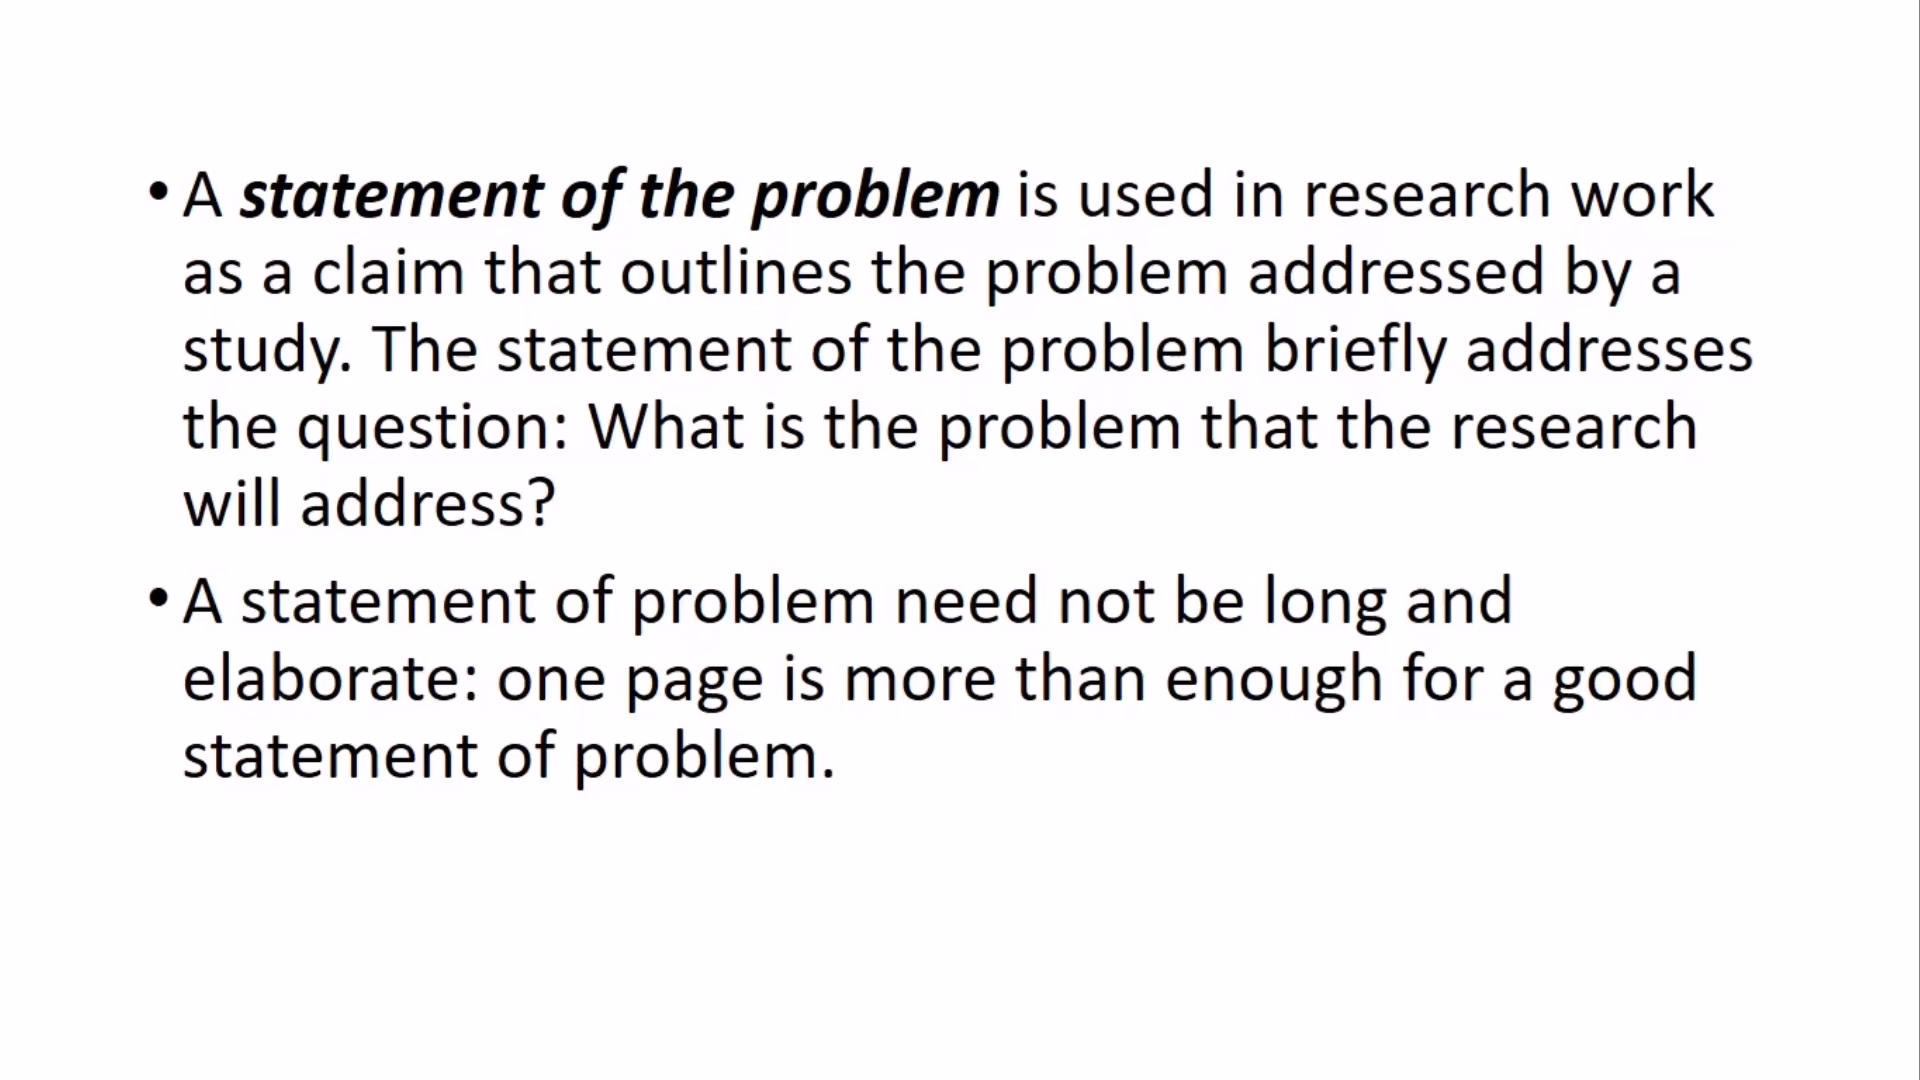 • A statement of the problem is used in research work
as a claim that outlines the problem addressed by a
study. The statement of the problem briefly addresses
the question: What is the problem that the research
will address?
• A statement of problem need not be long and
elaborate: one page is more than enough for a good
statement of problem.